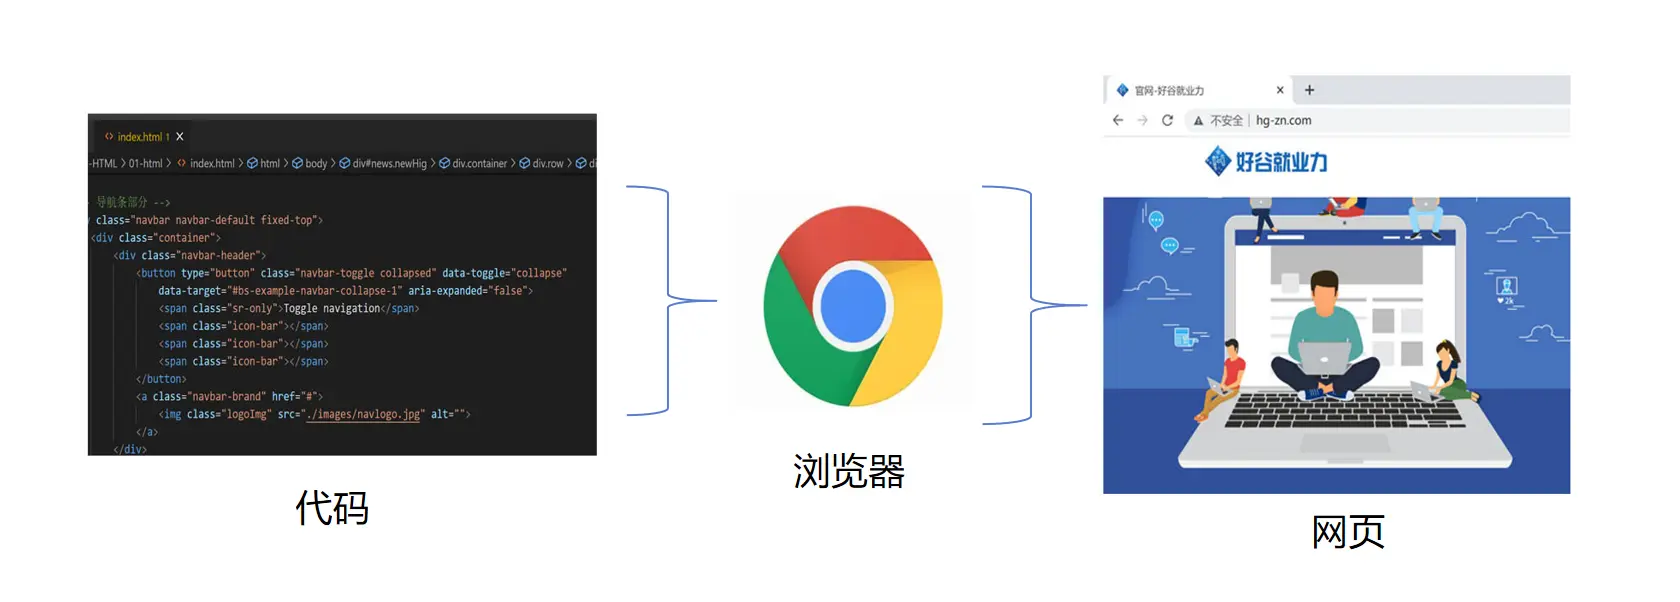 index.html 1 X
-HTML > 01-html > index.html > html > body > div#news.newHig > div.container > div.row > di
导航条部分 -->
class="navbar navbar-default fixed-top">
<div class="container">
<div class="navbar-header">
<button type="button" class="navbar-toggle collapsed" data-toggle="collapse"
data-target="#bs-example-navbar-collapse-1" aria-expanded="false">
<span class="sr-only">Toggle navigation</span>
<span class="icon-bar"></span>
<span class="icon-bar"></span>
<span class="icon-bar"></span>
</button>
<a class="navbar-brand" href="#">
<img class="logoImg" src="./images/navlogo.jpg" alt="">
</a>
</div>
代码
浏览器
官网-好谷就业力
不安全 | hg-zn.com
好谷就业力
2k
网页